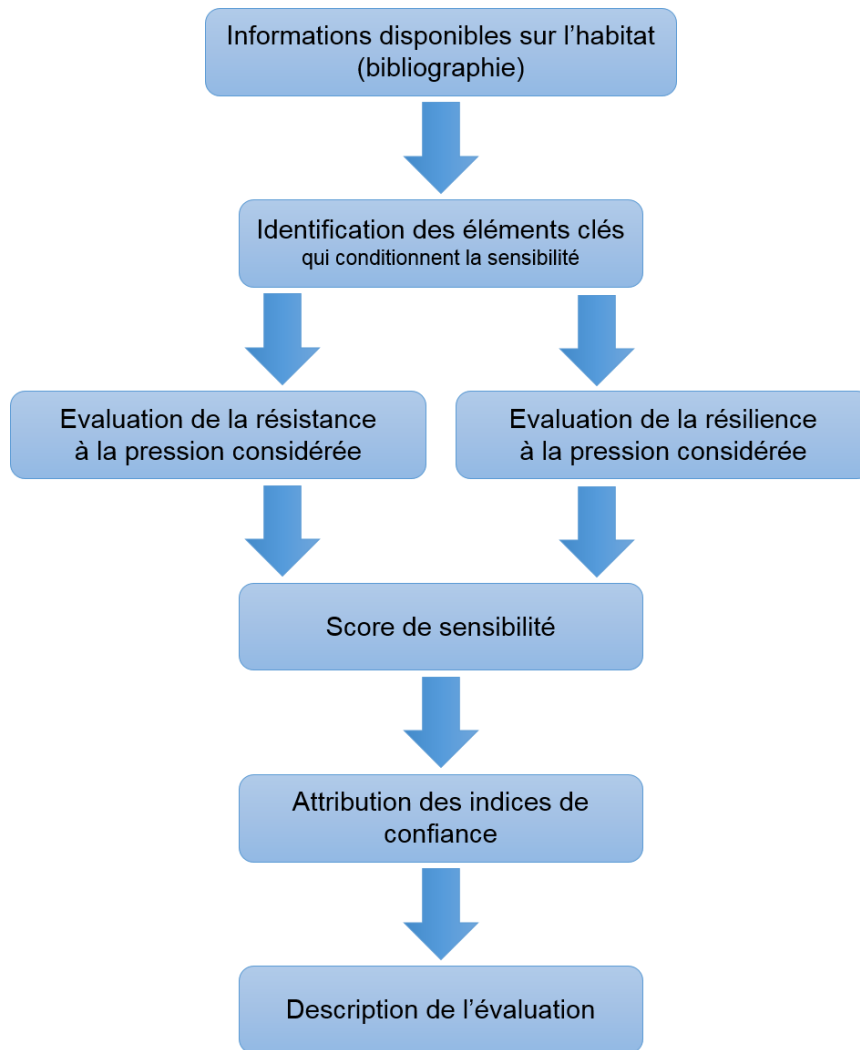 Informations disponibles sur l’habitat
(bibliographie)
Identification des éléments clés
qui conditionnent la sensibilité
Evaluation de la résistance
à la pression considérée
Evaluation de la résilience
à la pression considérée
Score de sensibilité
Attribution des indices de
confiance
Description de l’évaluation